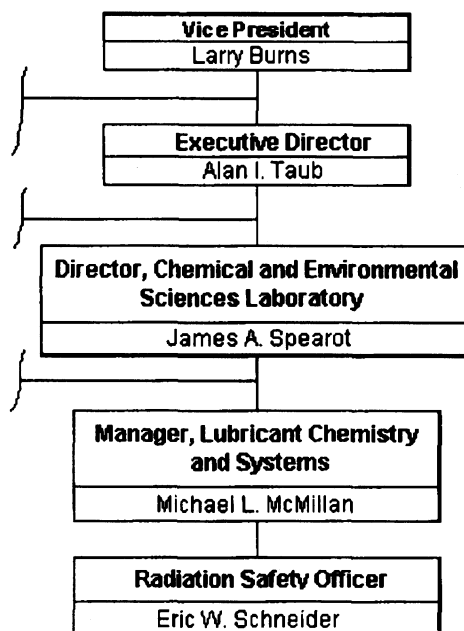 Vice President
Larry Burns
Executive Director
Alan I. Taub
Director, Chemical and Environmental
Sciences Laboratory
James A. Spearot
Manager, Lubricant Chemistry
and Systems
Michael L. McMillan
Radiation Safety Officer
Eric W. Schneider